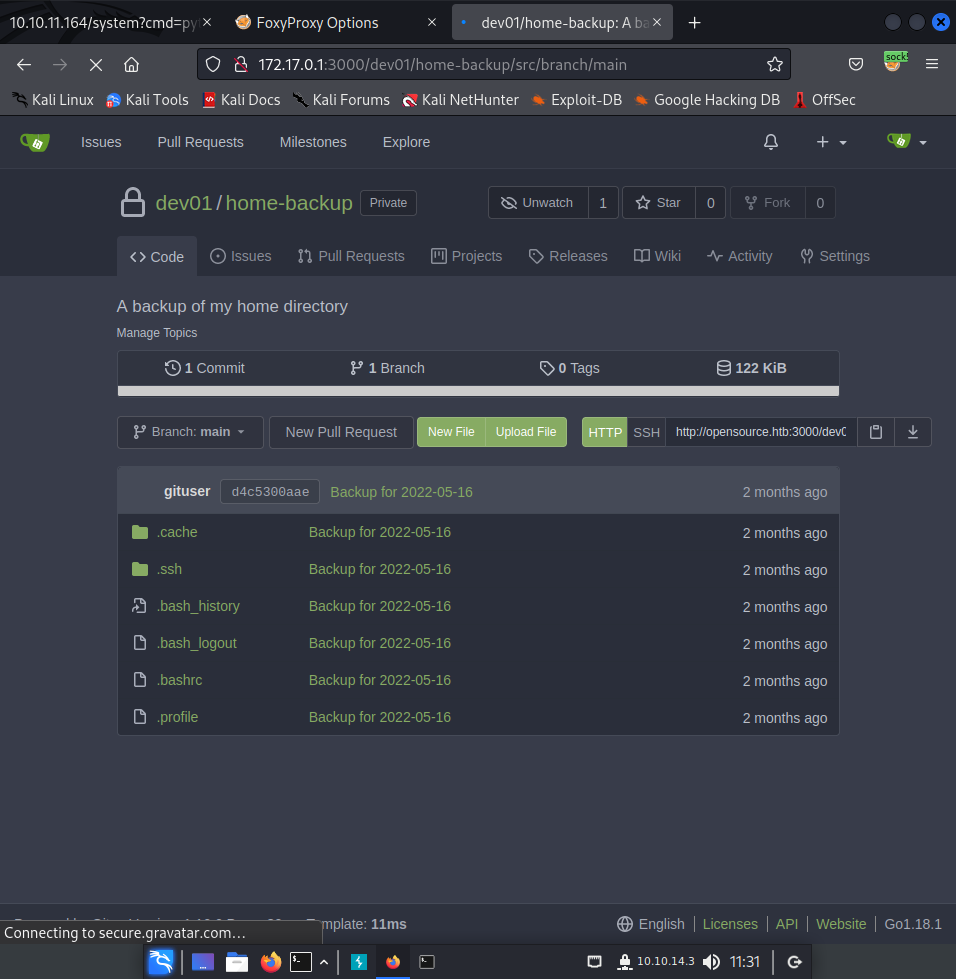 10.10.11.164/system?cmd=py
FoxyProxy Options
dev01/home-backup: A ba
172.17.0.1:3000/dev01/home-backup/src/branch/main
socks
Kali Linux Kali Tools Kali Docs Kali Forums Kali NetHunter Exploit-DB Google Hacking DB OffSec
Issues Pull Requests Milestones Explore
dev01 / home-backup Private Unwatch 1 Star 0 Fork 0
Code Issues Pull Requests Projects Releases Wiki Activity Settings
A backup of my home directory
Manage Topics
1 Commit 1 Branch 0 Tags 122 KiB
Branch: main New Pull Request New File Upload File HTTP SSH http://opensource.htb:3000/dev0
gituser d4c5300aae Backup for 2022-05-16 2 months ago
.cache Backup for 2022-05-16 2 months ago
.ssh Backup for 2022-05-16 2 months ago
.bash_history Backup for 2022-05-16 2 months ago
.bash_logout Backup for 2022-05-16 2 months ago
.bashrc Backup for 2022-05-16 2 months ago
.profile Backup for 2022-05-16 2 months ago
Template: 11ms English Licenses API Website Go1.18.1
Connecting to secure.gravatar.com…
10.10.14.3 11:31